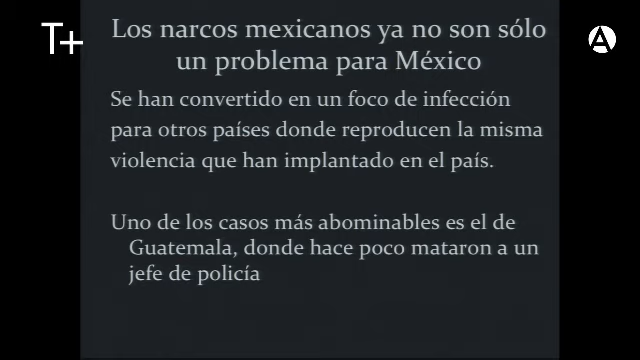 T+
A
Los narcos mexicanos ya no son sólo
un problema para México
Se han convertido en un foco de infección
para otros países donde reproducen la misma
violencia que han implantado en el país.
Uno de los casos más abominables es el de
Guatemala, donde hace poco mataron a un
jefe de policía